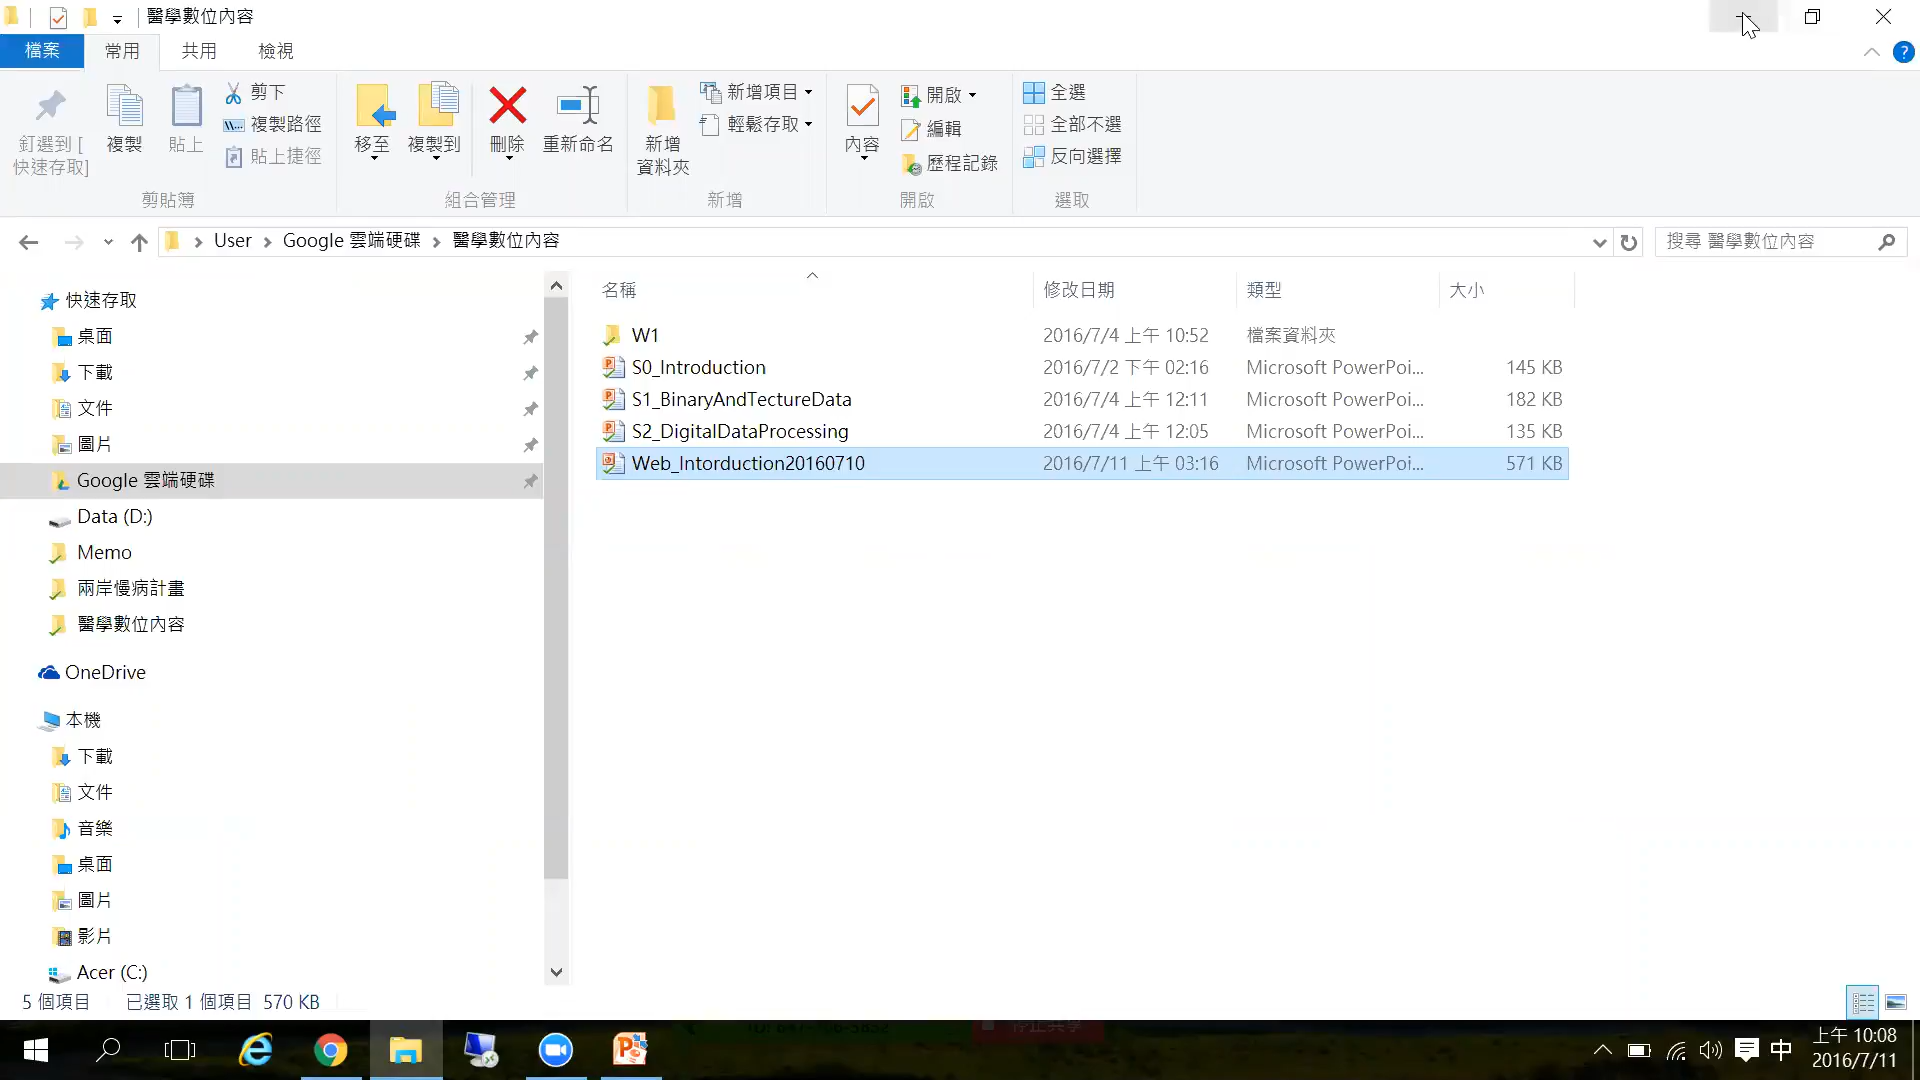 醫學數位內容
檔案 常用 共用 檢視
釘選到 [
快速存取]
複製
貼上
剪下
複製路徑
貼上捷徑
剪貼簿
移至
複製到
刪除
重新命名
組合管理
新增
資料夾
新增項目
輕鬆存取
新增
內容
開啟
編輯
歷程記錄
開啟
全選
全部不選
反向選擇
選取
User Google 雲端硬碟 醫學數位內容
搜尋 醫學數位內容
快速存取
桌面
下載
文件
圖片
Google 雲端硬碟
Data (D:)
Memo
兩岸慢病計畫
醫學數位內容
OneDrive
本機
下載
文件
音樂
桌面
圖片
影片
Acer (C:)
名稱 修改日期 類型 大小
W1 2016/7/4 上午 10:52 檔案資料夾
S0_Introduction 2016/7/2 下午 02:16 Microsoft PowerPoi... 145 KB
S1_BinaryAndTectureData 2016/7/4 上午 12:11 Microsoft PowerPoi... 182 KB
S2_DigitalDataProcessing 2016/7/4 上午 12:05 Microsoft PowerPoi... 135 KB
Web_Intorduction20160710 2016/7/11 上午 03:16 Microsoft PowerPoi... 571 KB
5 個項目 已選取 1 個項目 570 KB
中
上午 10:08
2016/7/11